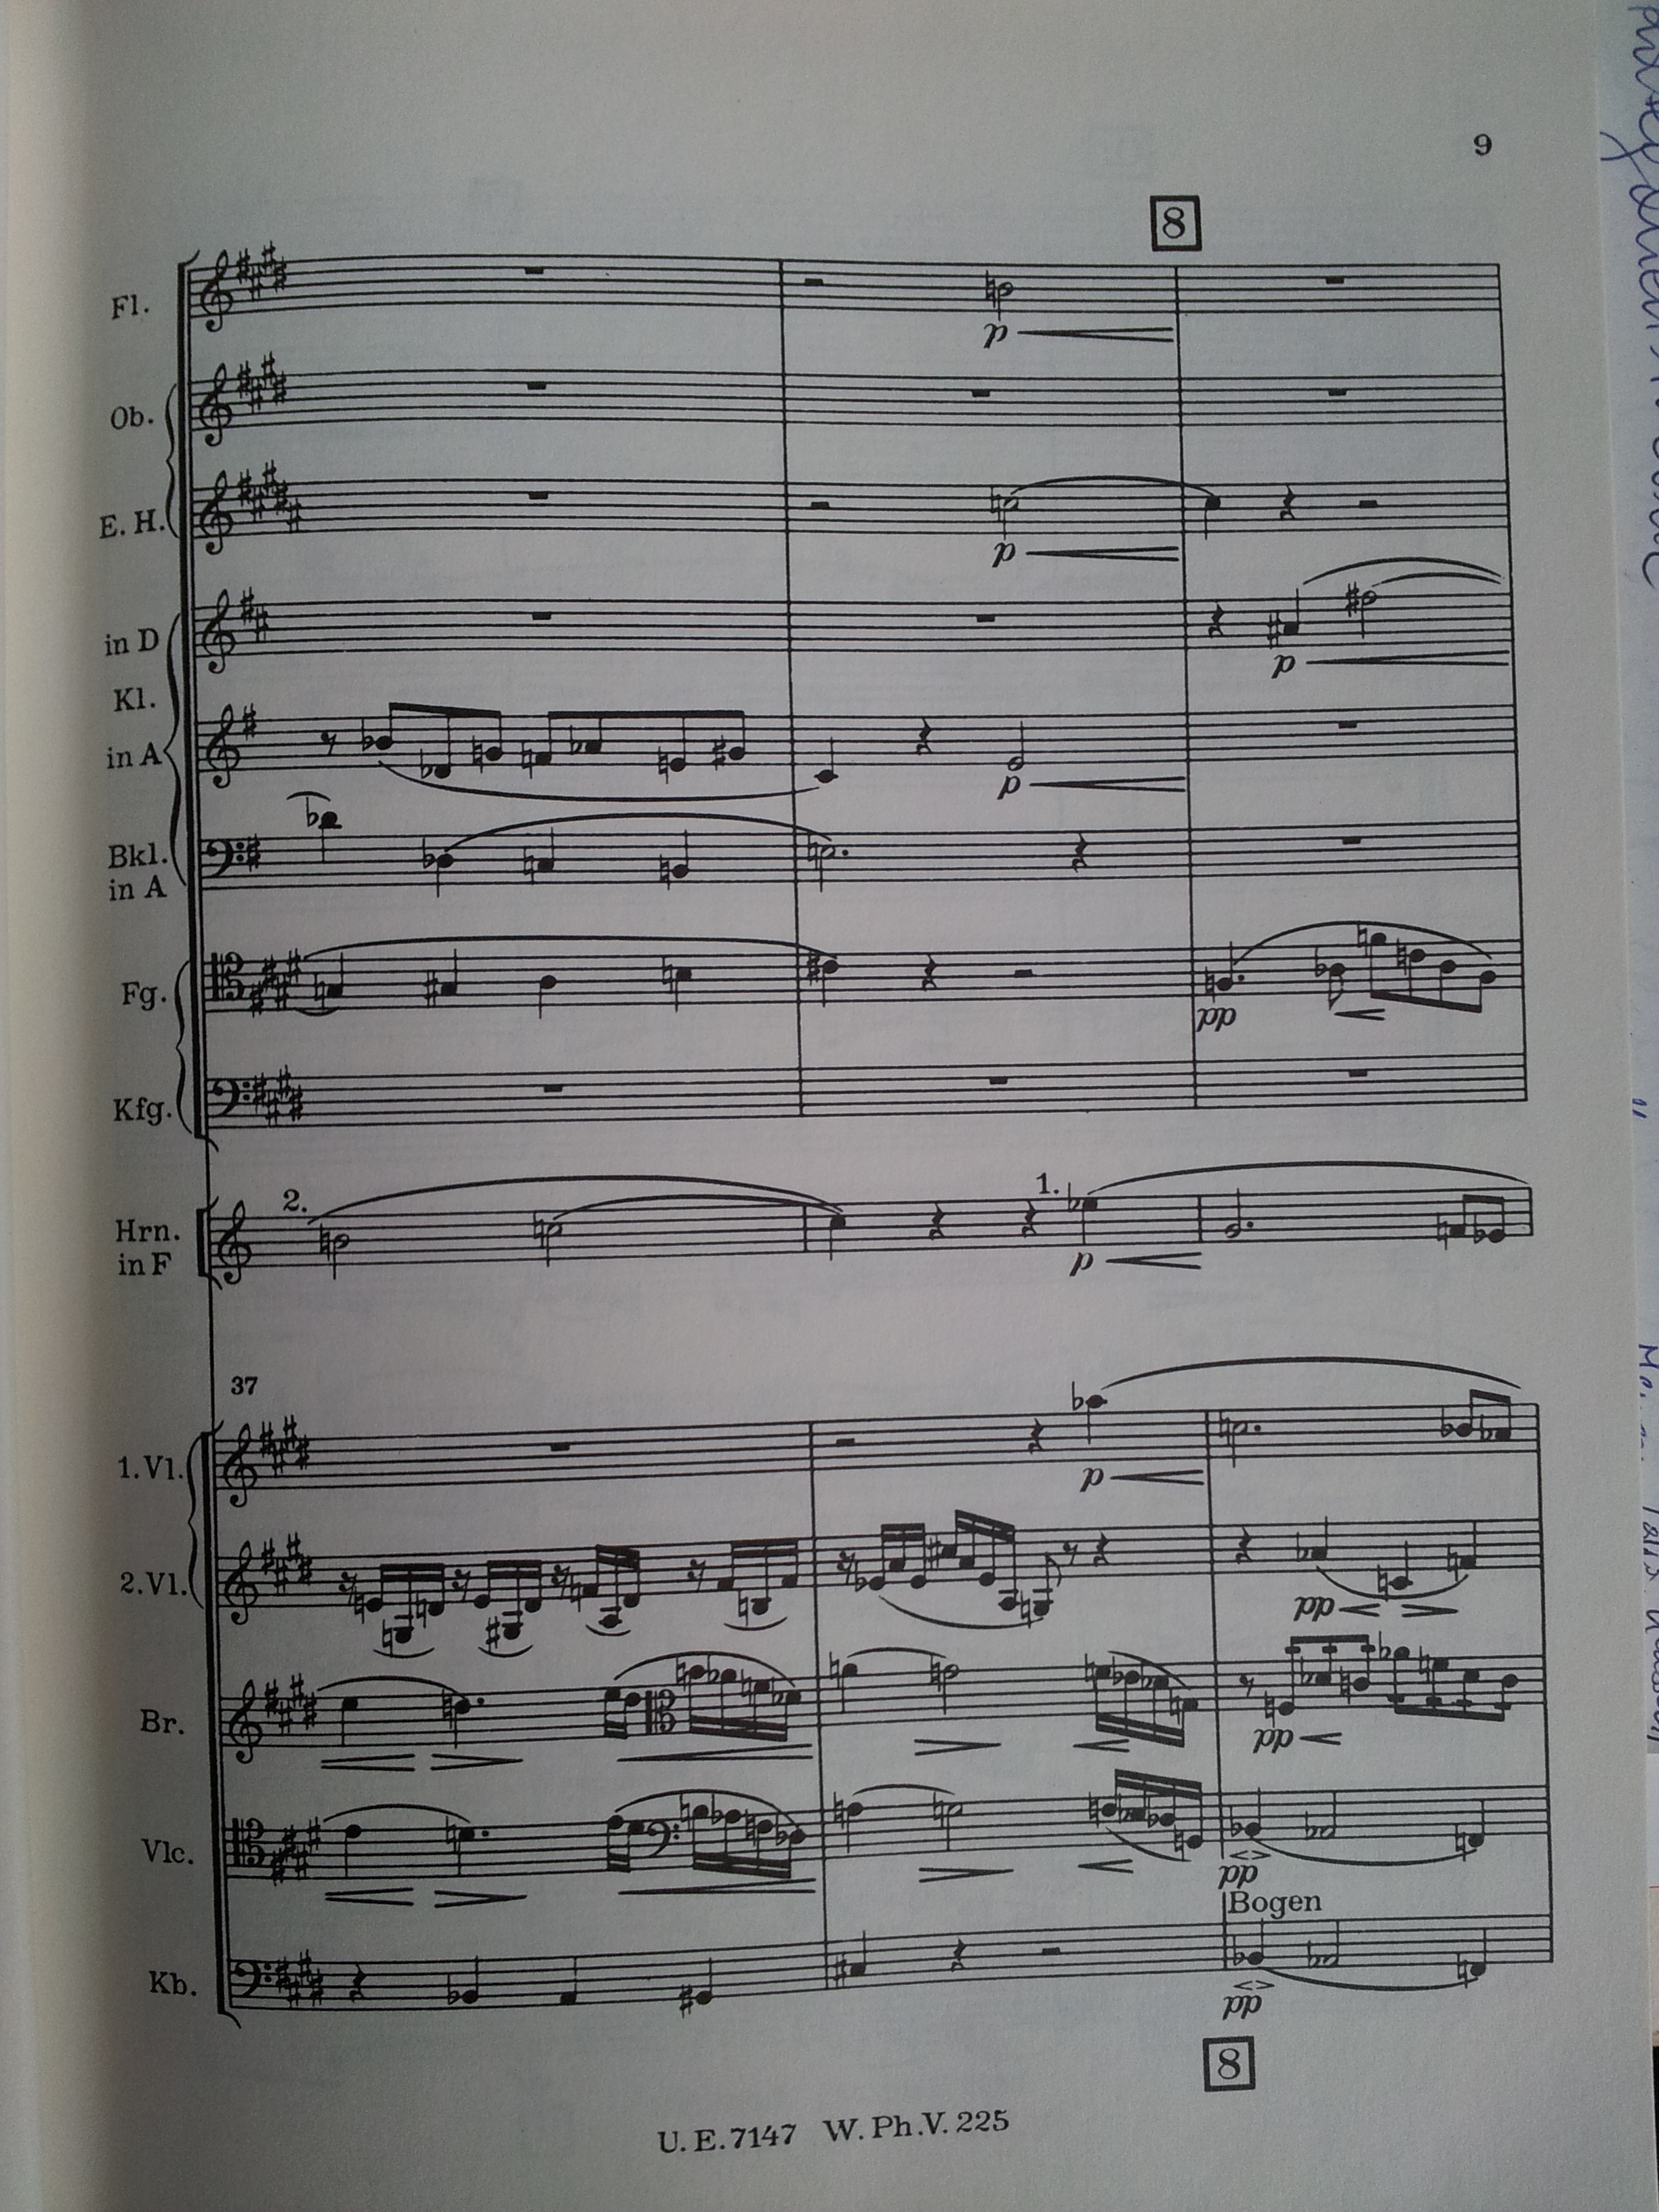 9
8
Fl.
p
Ob.
E. H.
p
in D
p
Kl.
in A
p
Bkl.
in A
Fg.
pp
Kfg.
2.
1.
Hrn.
in F
p
37
1. Vl.
p
2. Vl.
pp
Br.
pp
Vlc.
pp
Bogen
Kb.
pp
8
U. E. 7147 W. Ph. V. 225